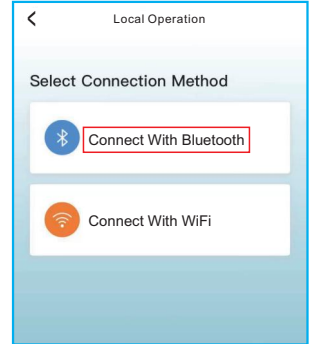 Local Operation
Select Connection Method
Connect With Bluetooth
Connect With WiFi